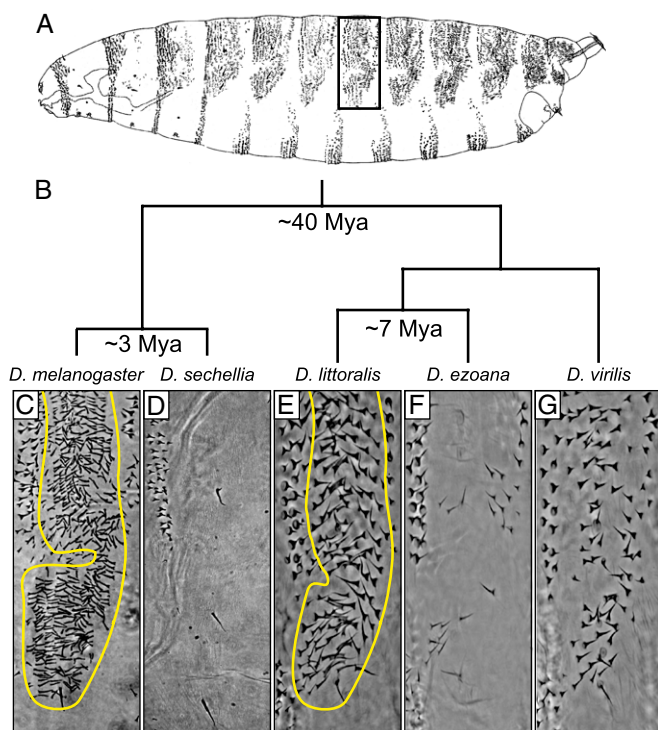 A
B
~40 Mya
~7 Mya
~3 Mya
D. melanogaster D. sechellia D. littoralis D. ezoana D. virilis
C D E F G